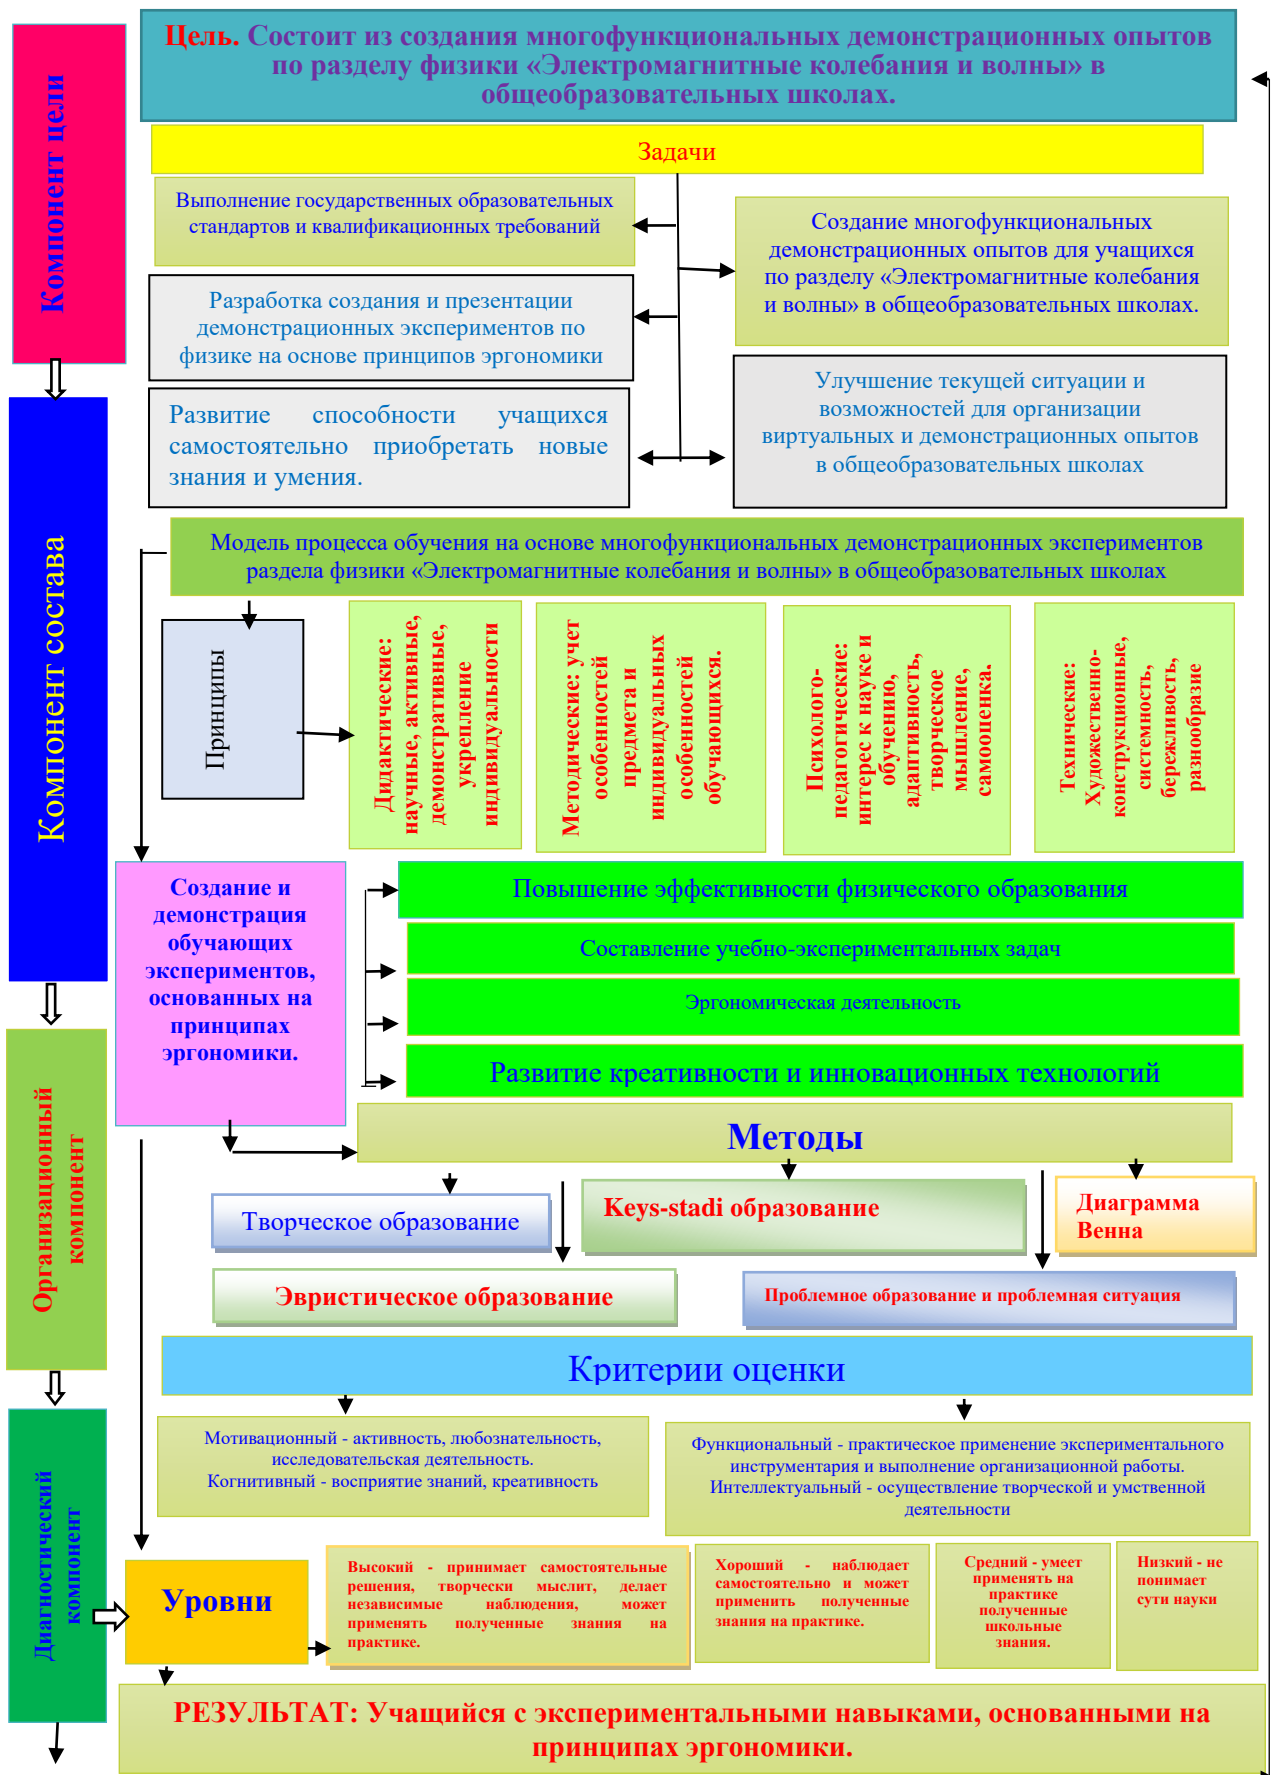 Компонент цели
Цель. Состоит из создания многофункциональных демонстрационных опытов
по разделу физики «Электромагнитные колебания и волны» в
общеобразовательных школах.
Задачи
Выполнение государственных образовательных
стандартов и квалификационных требований
Создание многофункциональных
демонстрационных опытов для учащихся
по разделу «Электромагнитные колебания
и волны» в общеобразовательных школах.
Разработка создания и презентации
демонстрационных экспериментов по
физике на основе принципов эргономики
Улучшение текущей ситуации и
возможностей для организации
виртуальных и демонстрационных опытов
в общеобразовательных школах
Развитие способности учащихся
самостоятельно приобретать новые
знания и умения.
Компонент состава
Модель процесса обучения на основе многофункциональных демонстрационных экспериментов
раздела физики «Электромагнитные колебания и волны» в общеобразовательных школах
Принципы
Дидактические:
научные, активные,
демонстративные,
укрепление
индивидуальности
Методические: учет
особенностей
предмета и
индивидуальных
особенностей
обучающихся.
Психолого-
педагогические:
интерес к науке и
обучению,
адаптивность,
творческое
мышление,
самооценка.
Технические:
Художественно-
конструкционные,
системность,
бережливость,
разнообразие
Создание и
демонстрация
обучающих
экспериментов,
основанных на
принципах
эргономики.
Повышение эффективности физического образования
Составление учебно-экспериментальных задач
Эргономическая деятельность
Развитие креативности и инновационных технологий
Организационный
компонент
Методы
Творческое образование
Keys-stadi образование
Диаграмма
Венна
Эвристическое образование
Проблемное образование и проблемная ситуация
Критерии оценки
Мотивационный - активность, любознательность,
исследовательская деятельность.
Когнитивный - восприятие знаний, креативность
Функциональный - практическое применение экспериментального
инструментария и выполнение организационной работы.
Интеллектуальный - осуществление творческой и умственной
деятельности
Диагностический
компонент
Уровни
Высокий - принимает самостоятельные
решения, творчески мыслит, делает
независимые наблюдения, может
применять полученные знания на
практике.
Хороший - наблюдает
самостоятельно и может
применить полученные
знания на практике.
Средний - умеет
применять на
практике
полученные
школьные
знания.
Низкий - не
понимает
сути науки
РЕЗУЛЬТАТ: Учащийся с экспериментальными навыками, основанными на
принципах эргономики.